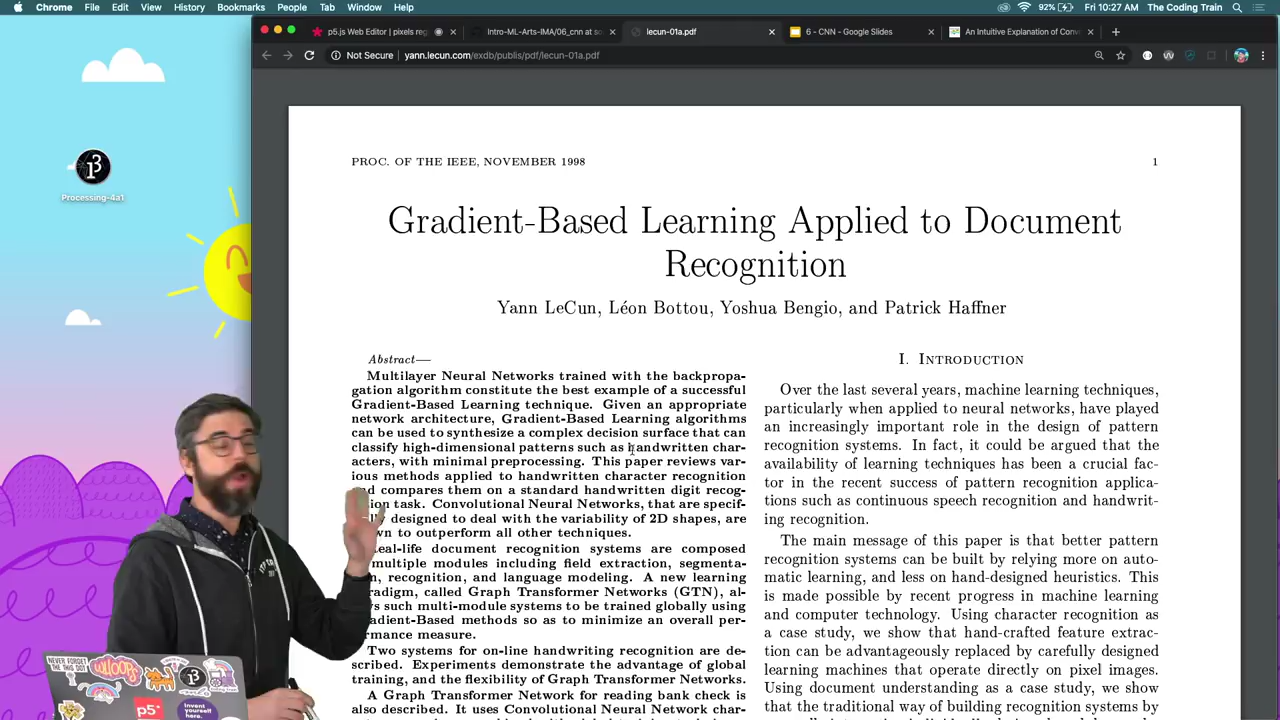 Chrome File Edit View History Bookmarks People Tab Window Help
92% Fri 10:27 AM The Coding Train
p5.js Web Editor | pixels reg
Intro-ML-Arts-IMA/06_cnn at s
lecun-01a.pdf
6 - CNN - Google Slides
An Intuitive Explanation of Conv
Not Secure | yann.lecun.com/exdb/publis/pdf/lecun-01a.pdf
Processing-4a1
PROC. OF THE IEEE, NOVEMBER 1998
1
Gradient-Based Learning Applied to Document
Recognition
Yann LeCun, Léon Bottou, Yoshua Bengio, and Patrick Haffner
Abstract—
Multilayer Neural Networks trained with the backpropa-
gation algorithm constitute the best example of a successful
Gradient-Based Learning technique. Given an appropriate
network architecture, Gradient-Based Learning algorithms
can be used to synthesize a complex decision surface that can
classify high-dimensional patterns such as handwritten char-
acters, with minimal preprocessing. This paper reviews var-
ious methods applied to handwritten character recognition
compares them on a standard handwritten digit recog-
task. Convolutional Neural Networks, that are specif-
designed to deal with the variability of 2D shapes, are
to outperform all other techniques.
document recognition systems are composed
multiple modules including field extraction, segmenta-
recognition, and language modeling. A new learning
called Graph Transformer Networks (GTN), al-
such multi-module systems to be trained globally using
methods so as to minimize an overall per-
measure.
Two systems for on-line handwriting recognition are de-
scribed. Experiments demonstrate the advantage of global
training, and the flexibility of Graph Transformer Networks.
A Graph Transformer Network for reading bank check is
also described. It uses Convolutional Neural Network char-
I. Introduction
Over the last several years, machine learning techniques,
particularly when applied to neural networks, have played
an increasingly important role in the design of pattern
recognition systems. In fact, it could be argued that the
availability of learning techniques has been a crucial fac-
tor in the recent success of pattern recognition applica-
tions such as continuous speech recognition and handwrit-
ing recognition.
The main message of this paper is that better pattern
recognition systems can be built by relying more on auto-
matic learning, and less on hand-designed heuristics. This
is made possible by recent progress in machine learning
and computer technology. Using character recognition as
a case study, we show that hand-crafted feature extrac-
tion can be advantageously replaced by carefully designed
learning machines that operate directly on pixel images.
Using document understanding as a case study, we show
that the traditional way of building recognition systems by
NEVER FORGET
THE THIS DOT!
WHOOPS
p5*
invent
yourself
here.